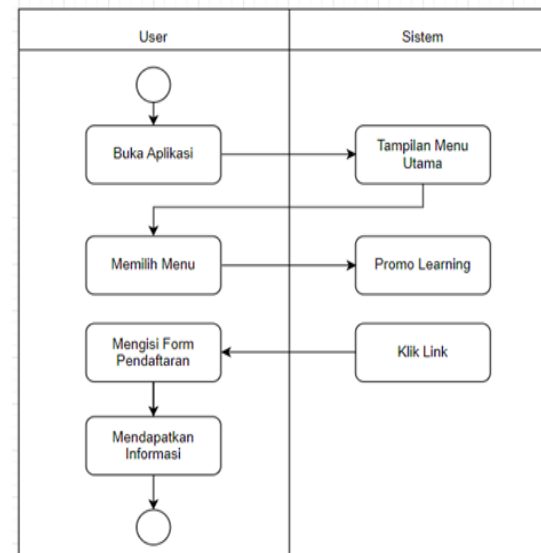 User
Sistem
Buka Aplikasi
Tampilan Menu
Utama
Memilih Menu
Promo Learning
Mengisi Form
Pendaftaran
Klik Link
Mendapatkan
Informasi